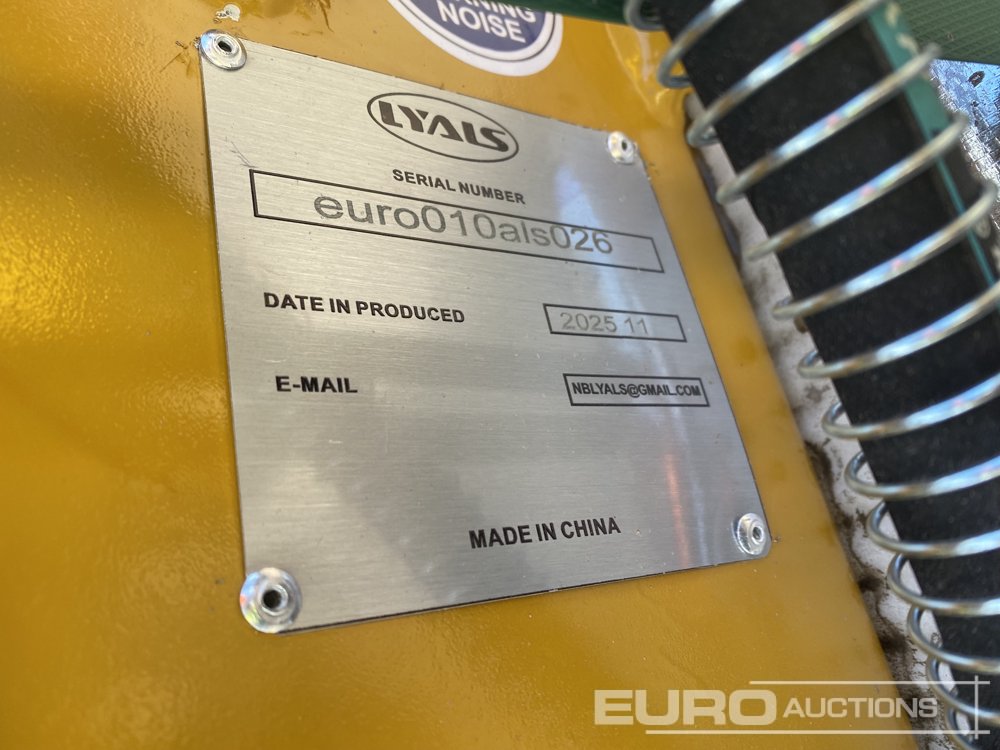 NOISE
LYALS
SERIAL NUMBER
euro010als026
DATE IN PRODUCED
2025 11
E-MAIL
NBLYALS@GMAIL.COM
MADE IN CHINA
EURO AUCTIONS